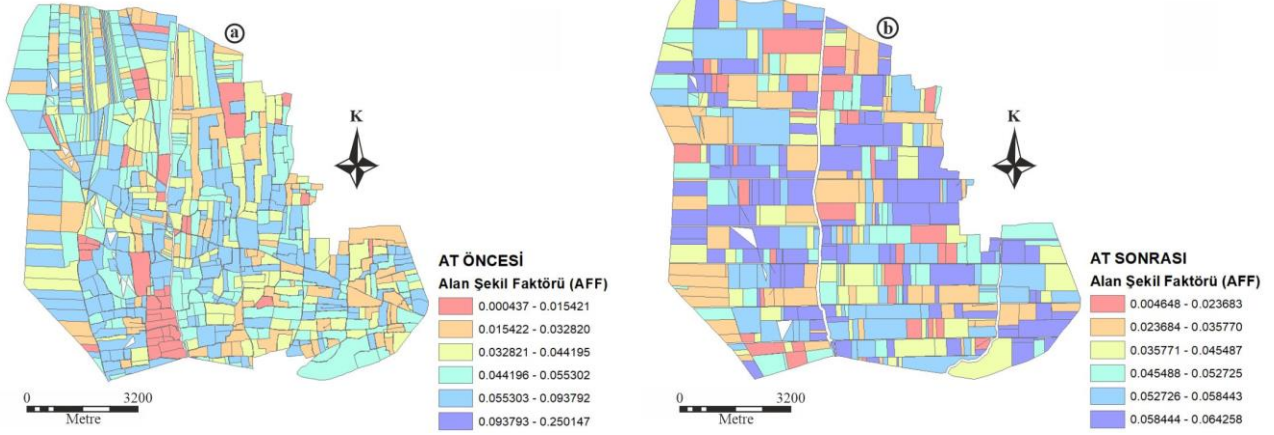 a
K
AT ÖNCESİ
Alan Şekil Faktörü (AFF)
0.000437 - 0.015421
0.015422 - 0.032820
0.032821 - 0.044195
0.044196 - 0.055302
0.055303 - 0.093792
0.093793 - 0.250147
0 3200
Metre
b
K
AT SONRASI
Alan Şekil Faktörü (AFF)
0.004648 - 0.023683
0.023684 - 0.035770
0.035771 - 0.045487
0.045488 - 0.052725
0.052726 - 0.058443
0.058444 - 0.064258
0 3200
Metre